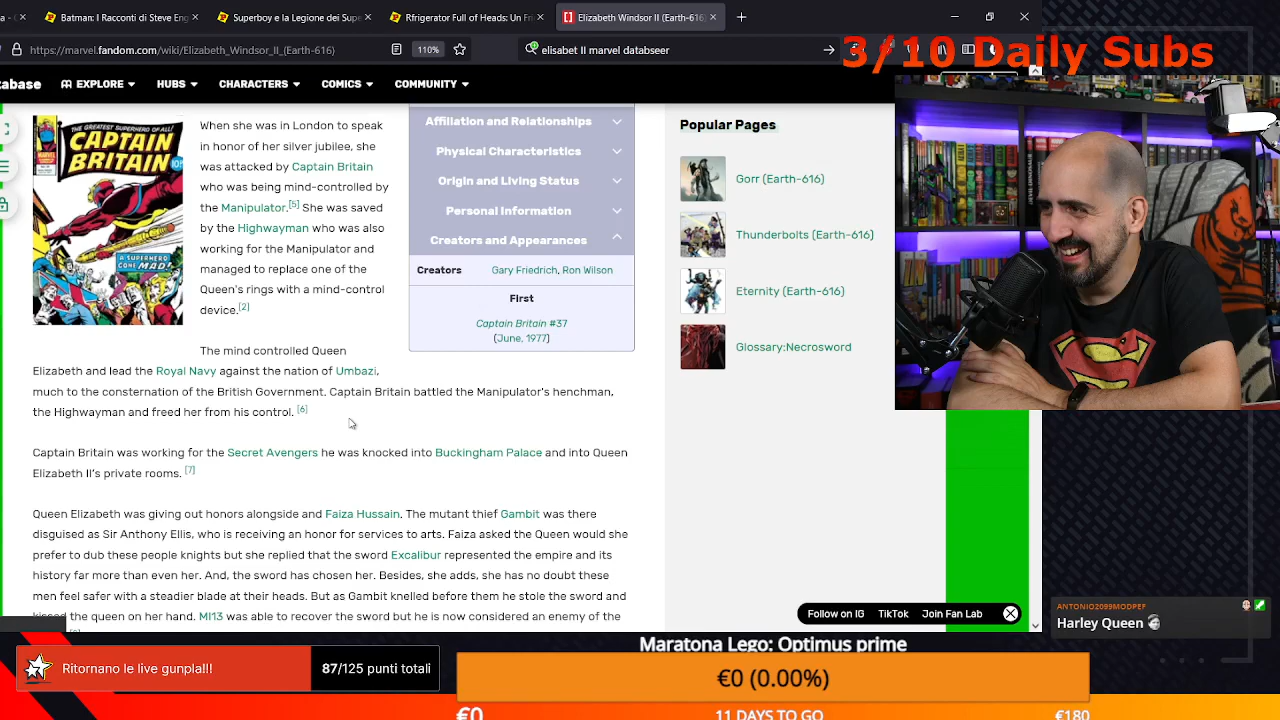 Batman: I Racconti di Steve Eng
Superboy e la Legione dei Supe
Rrfrigerator Full of Heads: Un Fri
Elizabeth Windsor II (Earth-616)
https://marvel.fandom.com/wiki/Elizabeth_Windsor_II_(Earth-616)
110%
elisabet II marvel databseer
3/10 Daily Subs
tabase
EXPLORE
HUBS
CHARACTERS
COMICS
COMMUNITY
THE GREATEST SUPERHERO OF ALL!
CAPTAIN BRITAIN
10P
A SUPERHERO GONE MAD!
When she was in London to speak
in honor of her silver jubilee, she
was attacked by Captain Britain
who was being mind-controlled by
the Manipulator.[5] She was saved
by the Highwayman who was also
working for the Manipulator and
managed to replace one of the
Queen's rings with a mind-control
device.[2]
The mind controlled Queen
Elizabeth and lead the Royal Navy against the nation of Umbazi,
much to the consternation of the British Government. Captain Britain battled the Manipulator's henchman,
the Highwayman and freed her from his control. [6]
Captain Britain was working for the Secret Avengers he was knocked into Buckingham Palace and into Queen
Elizabeth II's private rooms. [7]
Queen Elizabeth was giving out honors alongside and Faiza Hussain. The mutant thief Gambit was there
disguised as Sir Anthony Ellis, who is receiving an honor for services to arts. Faiza asked the Queen would she
prefer to dub these people knights but she replied that the sword Excalibur represented the empire and its
history far more than even her. And, the sword has chosen her. Besides, she adds, she has no doubt these
men feel safer with a steadier blade at their heads. But as Gambit knelled before them he stole the sword and
kissed the queen on her hand. MI13 was able to recover the sword but he is now considered an enemy of the
Affiliation and Relationships
Physical Characteristics
Origin and Living Status
Personal Information
Creators and Appearances
Creators
Gary Friedrich, Ron Wilson
First
Captain Britain #37
(June, 1977)
Popular Pages
Gorr (Earth-616)
Thunderbolts (Earth-616)
Eternity (Earth-616)
Glossary:Necrosword
Follow on IG
TikTok
Join Fan Lab
ANTONIO2099MODPEF
Harley Queen
Ritornano le live gunpla!!!
87/125 punti totali
Maratona Lego: Optimus prime
€0 (0.00%)
€0
11 DAYS TO GO
€180